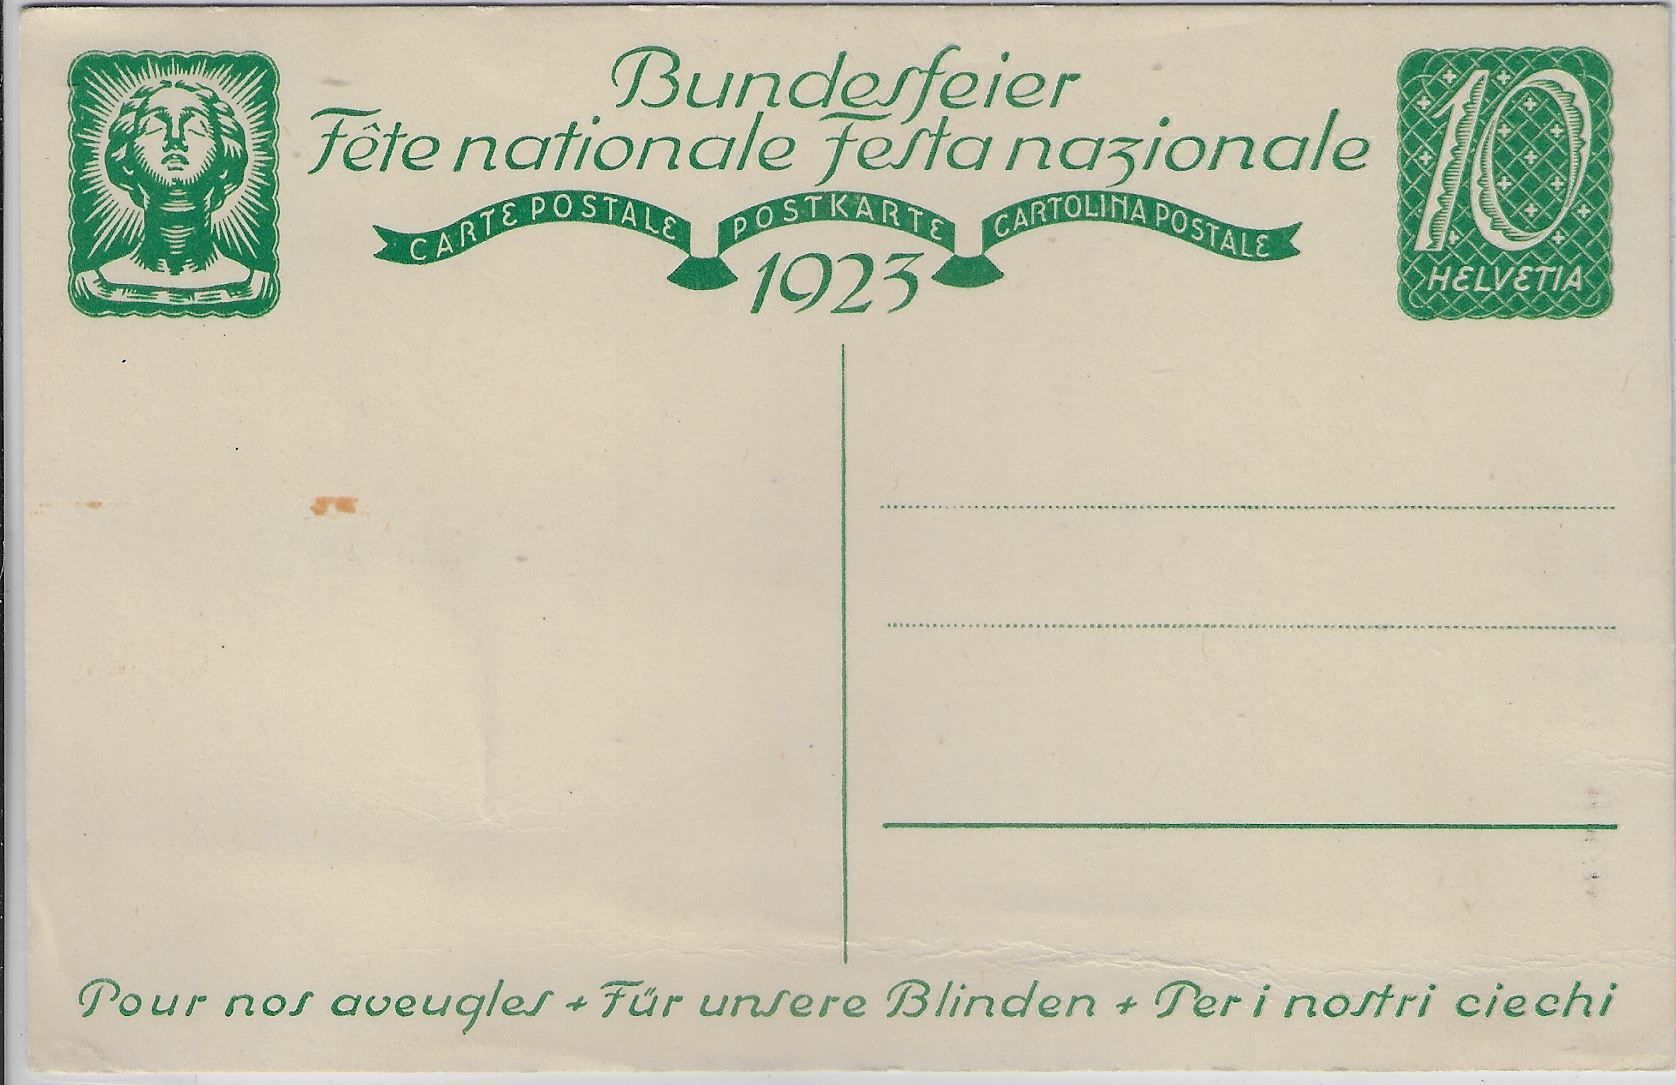 Bundesfeier
Fête nationale Festa nazionale
CARTE POSTALE POSTKARTE CARTOLINA POSTALE
1923
10
HELVETIA
Pour nos aveugles + Für unsere Blinden + Per i nostri ciechi